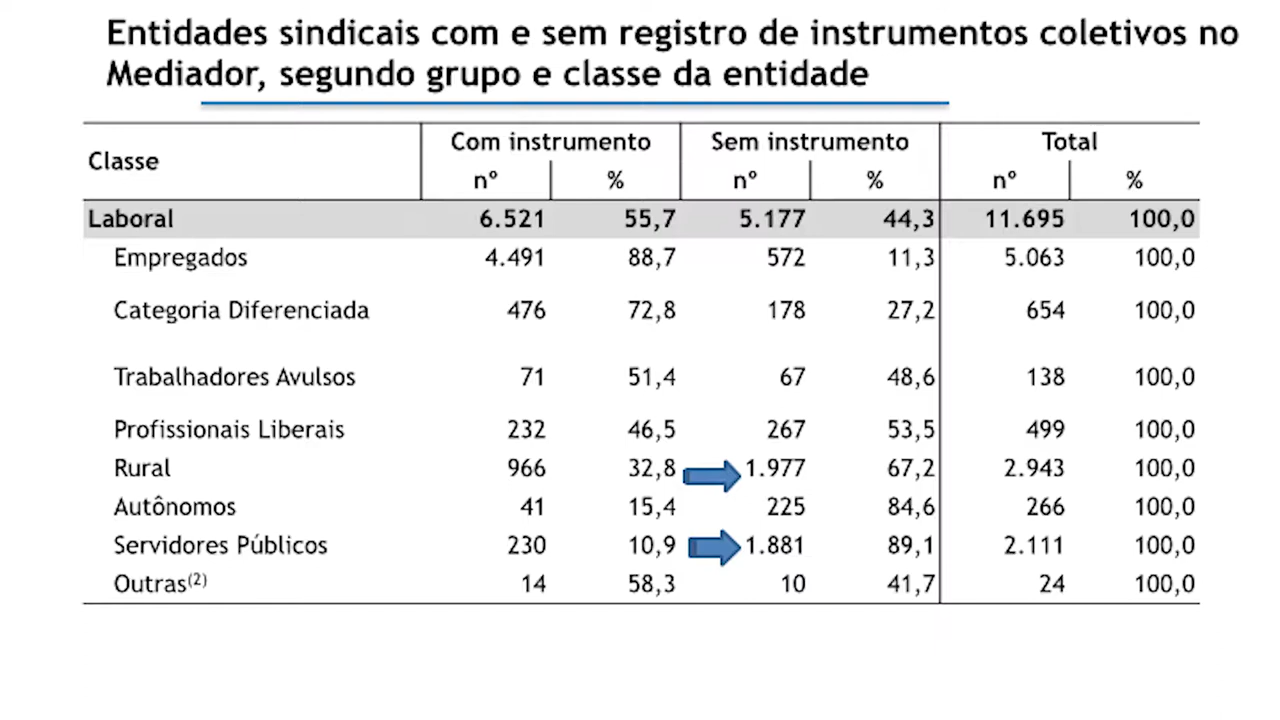 Entidades sindicais com e sem registro de instrumentos coletivos no
Mediador, segundo grupo e classe da entidade
Classe Com instrumento Sem instrumento Total
nº % nº % nº %
Laboral 6.521 55,7 5.177 44,3 11.695 100,0
Empregados 4.491 88,7 572 11,3 5.063 100,0
Categoria Diferenciada 476 72,8 178 27,2 654 100,0
Trabalhadores Avulsos 71 51,4 67 48,6 138 100,0
Profissionais Liberais 232 46,5 267 53,5 499 100,0
Rural 966 32,8 1.977 67,2 2.943 100,0
Autônomos 41 15,4 225 84,6 266 100,0
Servidores Públicos 230 10,9 1.881 89,1 2.111 100,0
Outras(2) 14 58,3 10 41,7 24 100,0